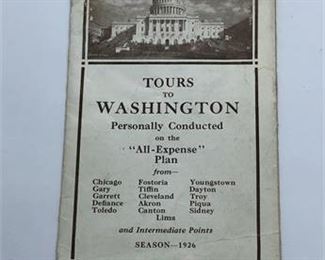 TOURS
TO
WASHINGTON
Personally Conducted
on the
"All-Expense"
Plan
from—
Chicago Fostoria Youngstown
Gary Tiffin Dayton
Garrett Cleveland Troy
Defiance Akron Piqua
Toledo Canton Sidney
Lima
and Intermediate Points
SEASON—1926